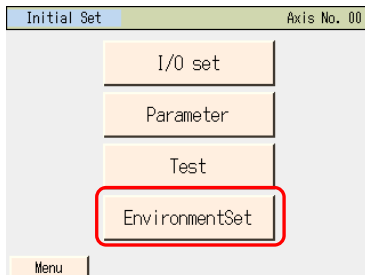 Initial Set Axis No. 00
I/O set
Parameter
Test
EnvironmentSet
Menu